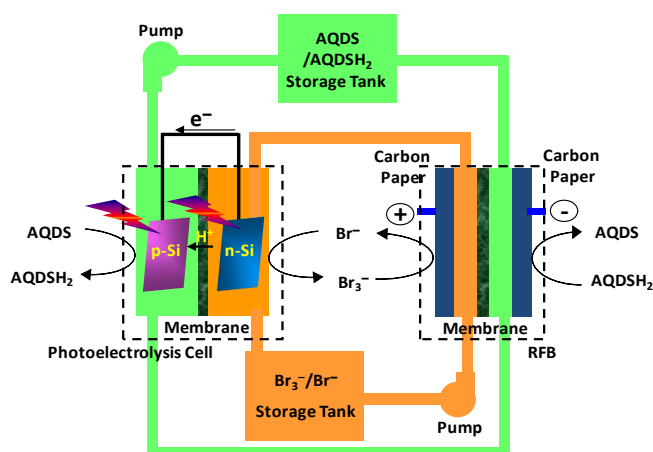 Pump
AQDS
/AQDSH₂
Storage Tank
e⁻
Carbon
Paper
Carbon
Paper
+
-
AQDS
AQDSH₂
p-Si
H⁺
n-Si
Br⁻
Br₃⁻
AQDS
AQDSH₂
Membrane
Photoelectrolysis Cell
Membrane
RFB
Br₃⁻/Br⁻
Storage Tank
Pump